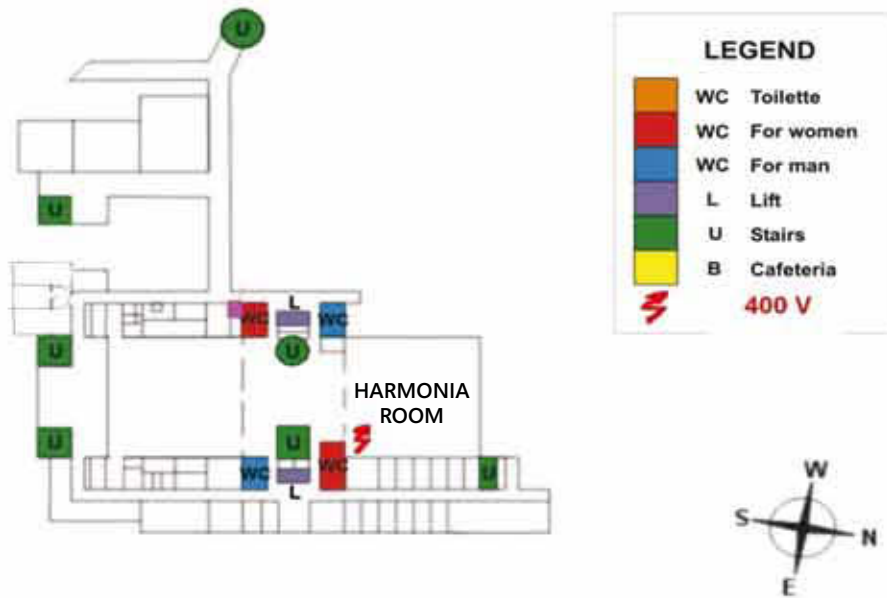 U
LEGEND
WC Toilette
WC For women
WC For man
L Lift
U Stairs
B Cafeteria
400 V
U
L
WC
WC
U
U
HARMONIA
ROOM
U
U
WC
WC
U
L
W
S
N
E